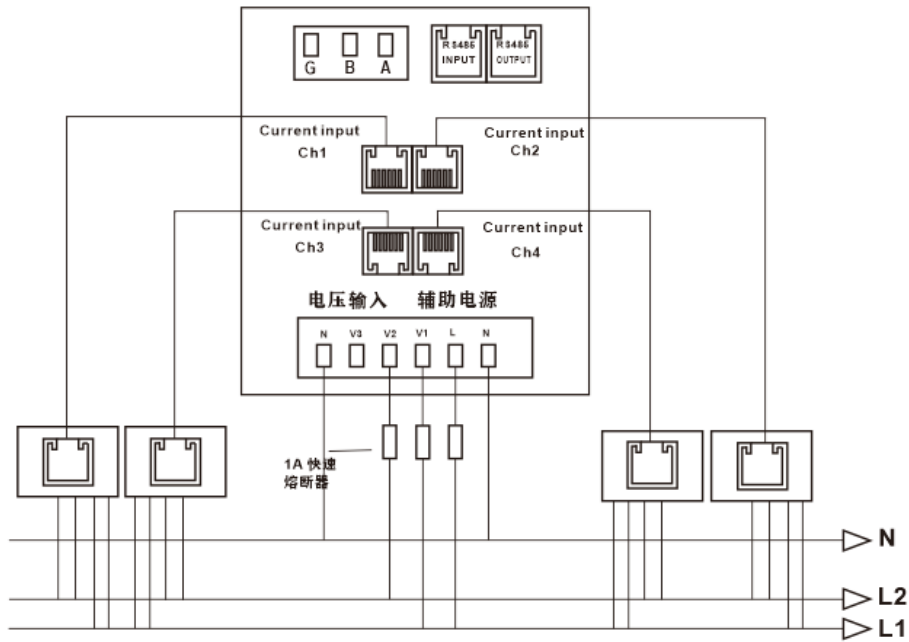 RS485 INPUT
RS485 OUTPUT
G B A
Current input
Ch1
Current input
Ch2
Current input
Ch3
Current input
Ch4
电压输入 辅助电源
N V3 V2 V1 L N
1A 快速
熔断器
N
L2
L1